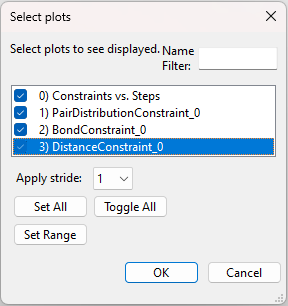 Select plots
Select plots to see displayed.
Name
Filter:
0) Constraints vs. Steps
1) PairDistributionConstraint_0
2) BondConstraint_0
3) DistanceConstraint_0
Apply stride: 1
Set All Toggle All
Set Range
OK Cancel